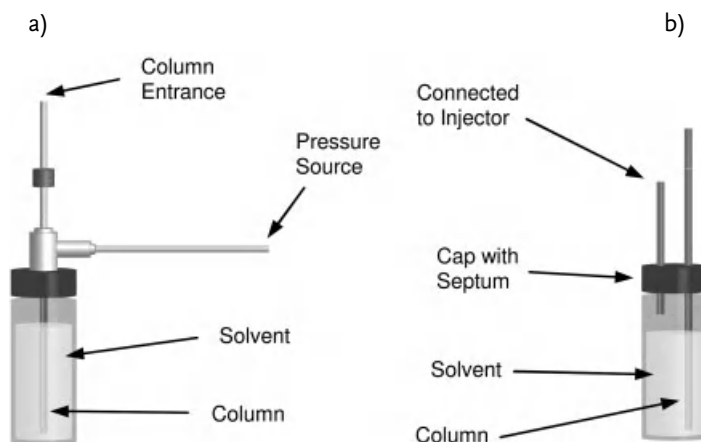 a)
Column
Entrance
Pressure
Source
Solvent
Column
b)
Connected
to Injector
Cap with
Septum
Solvent
Column